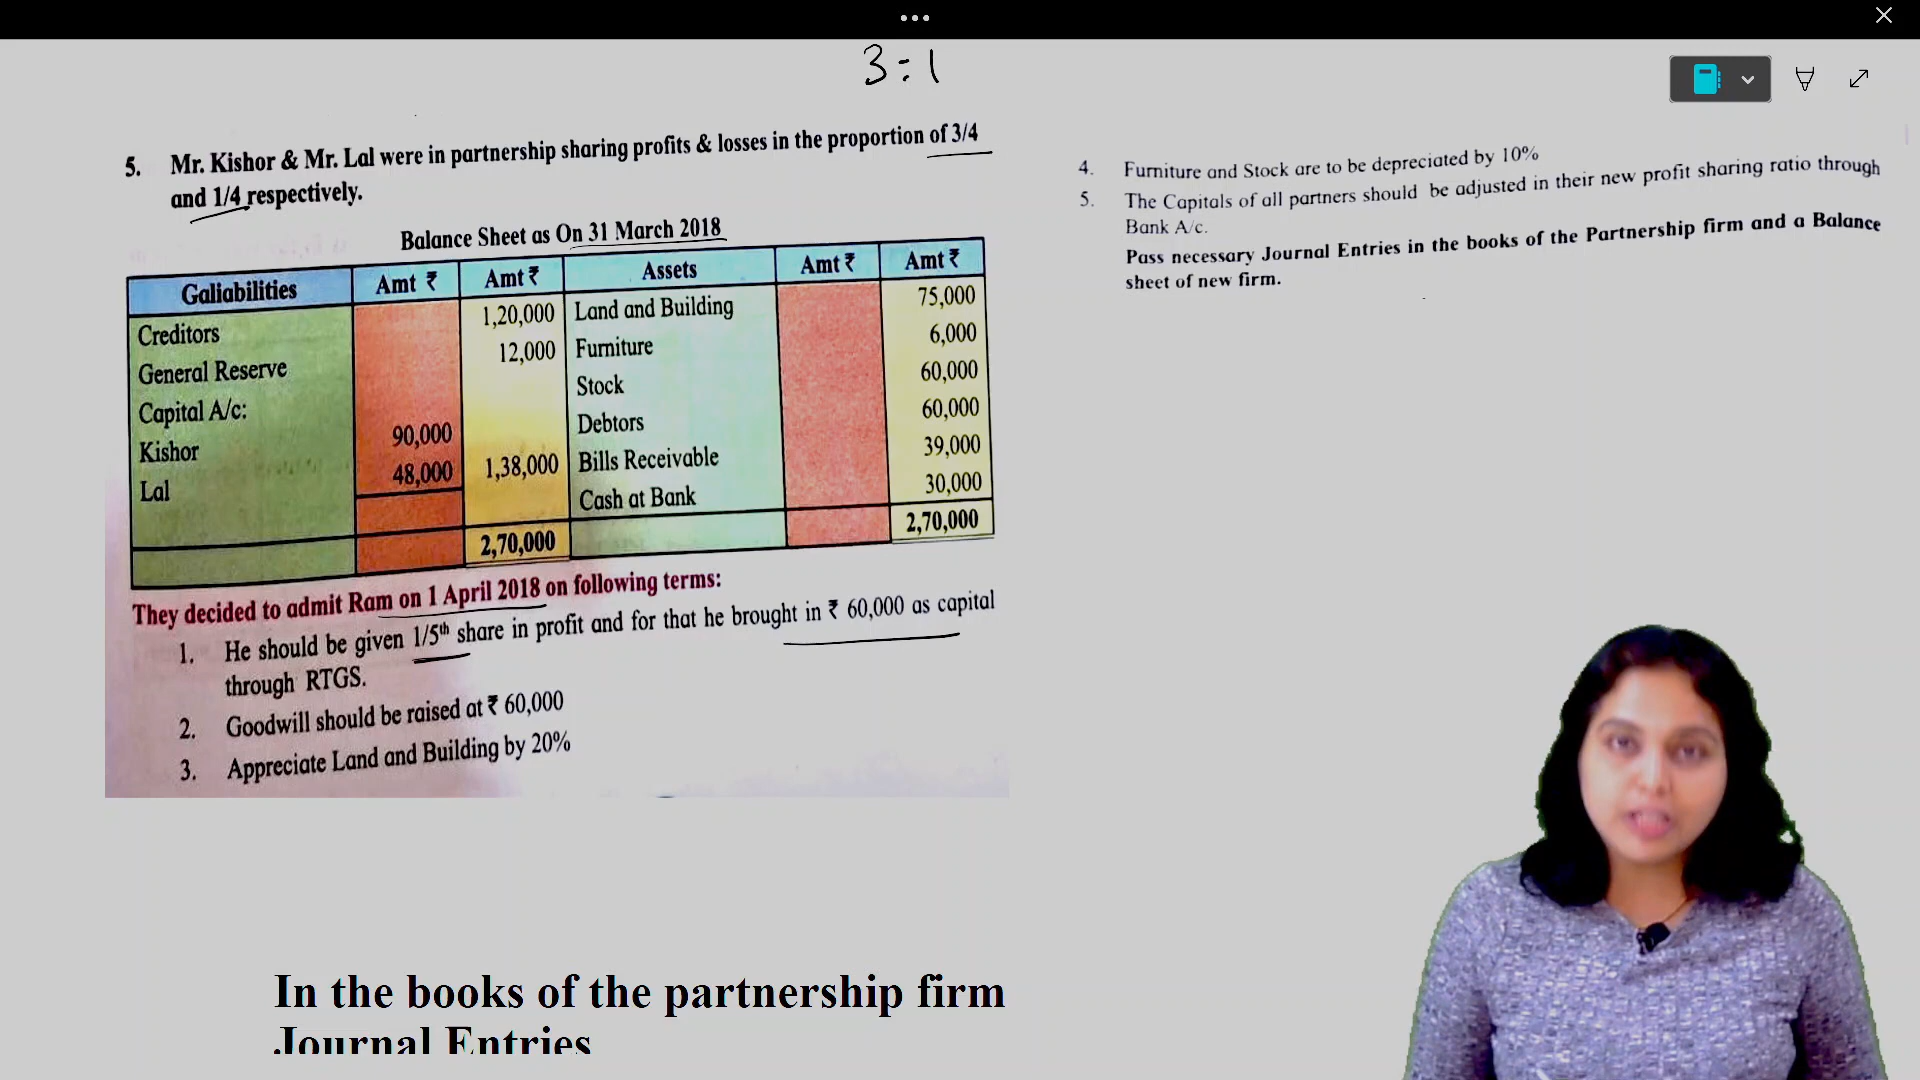 3:1
5. Mr. Kishor & Mr. Lal were in partnership sharing profits & losses in the proportion of 3/4
and 1/4 respectively.
Balance Sheet as On 31 March 2018
Galiabilities Amt ₹ Amt ₹ Assets Amt ₹ Amt ₹
Creditors 1,20,000 Land and Building 75,000
General Reserve 12,000 Furniture 6,000
Capital A/c: Stock 60,000
Kishor 90,000 Debtors 60,000
Lal 48,000 1,38,000 Bills Receivable 39,000
Cash at Bank 30,000
2,70,000 2,70,000
They decided to admit Ram on 1 April 2018 on following terms:
1. He should be given 1/5th share in profit and for that he brought in ₹ 60,000 as capital
through RTGS.
2. Goodwill should be raised at ₹ 60,000
3. Appreciate Land and Building by 20%
4. Furniture and Stock are to be depreciated by 10%
5. The Capitals of all partners should be adjusted in their new profit sharing ratio through
Bank A/c.
Pass necessary Journal Entries in the books of the Partnership firm and a Balance
sheet of new firm.
In the books of the partnership firm
Journal Entries